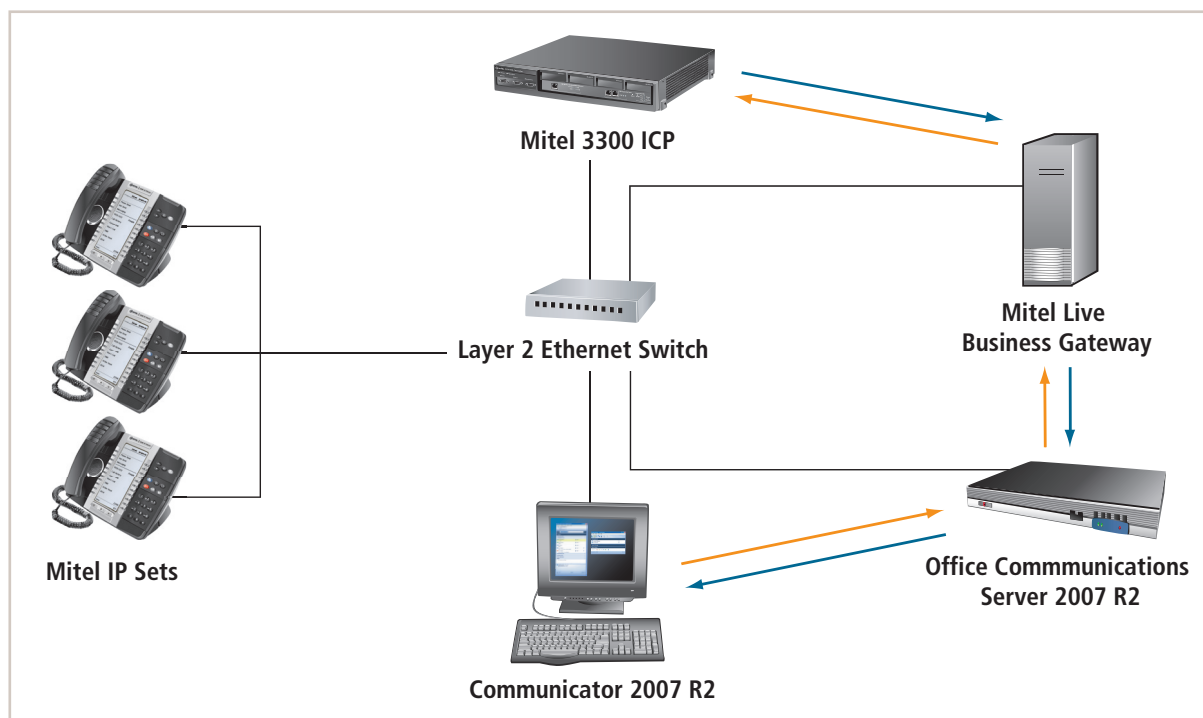 Mitel 3300 ICP
Mitel Live
Business Gateway
Layer 2 Ethernet Switch
Mitel IP Sets
Office Commmunications
Server 2007 R2
Communicator 2007 R2